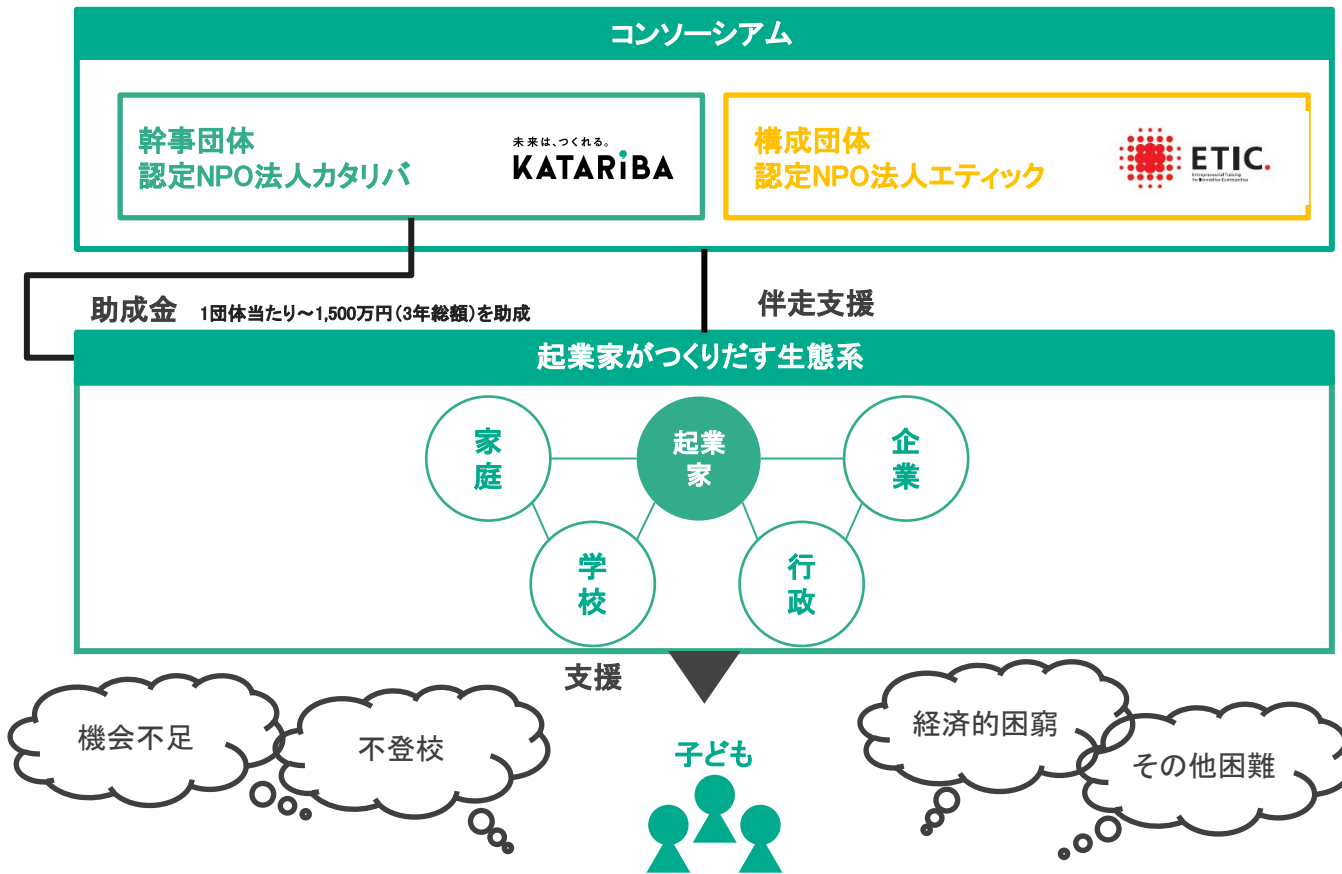 コンソーシアム
幹事団体
認定NPO法人カタリバ
未来は、つくれる。
KATARiBA
構成団体
認定NPO法人エティック
ETIC.
Entrepreneurial Training
for Innovative Communities
助成金 1団体当たり～1,500万円(3年総額)を助成
伴走支援
起業家がつくりだす生態系
家
庭
起業
家
企
業
学
校
行
政
支援
機会不足
不登校
経済的困窮
その他困難
子ども